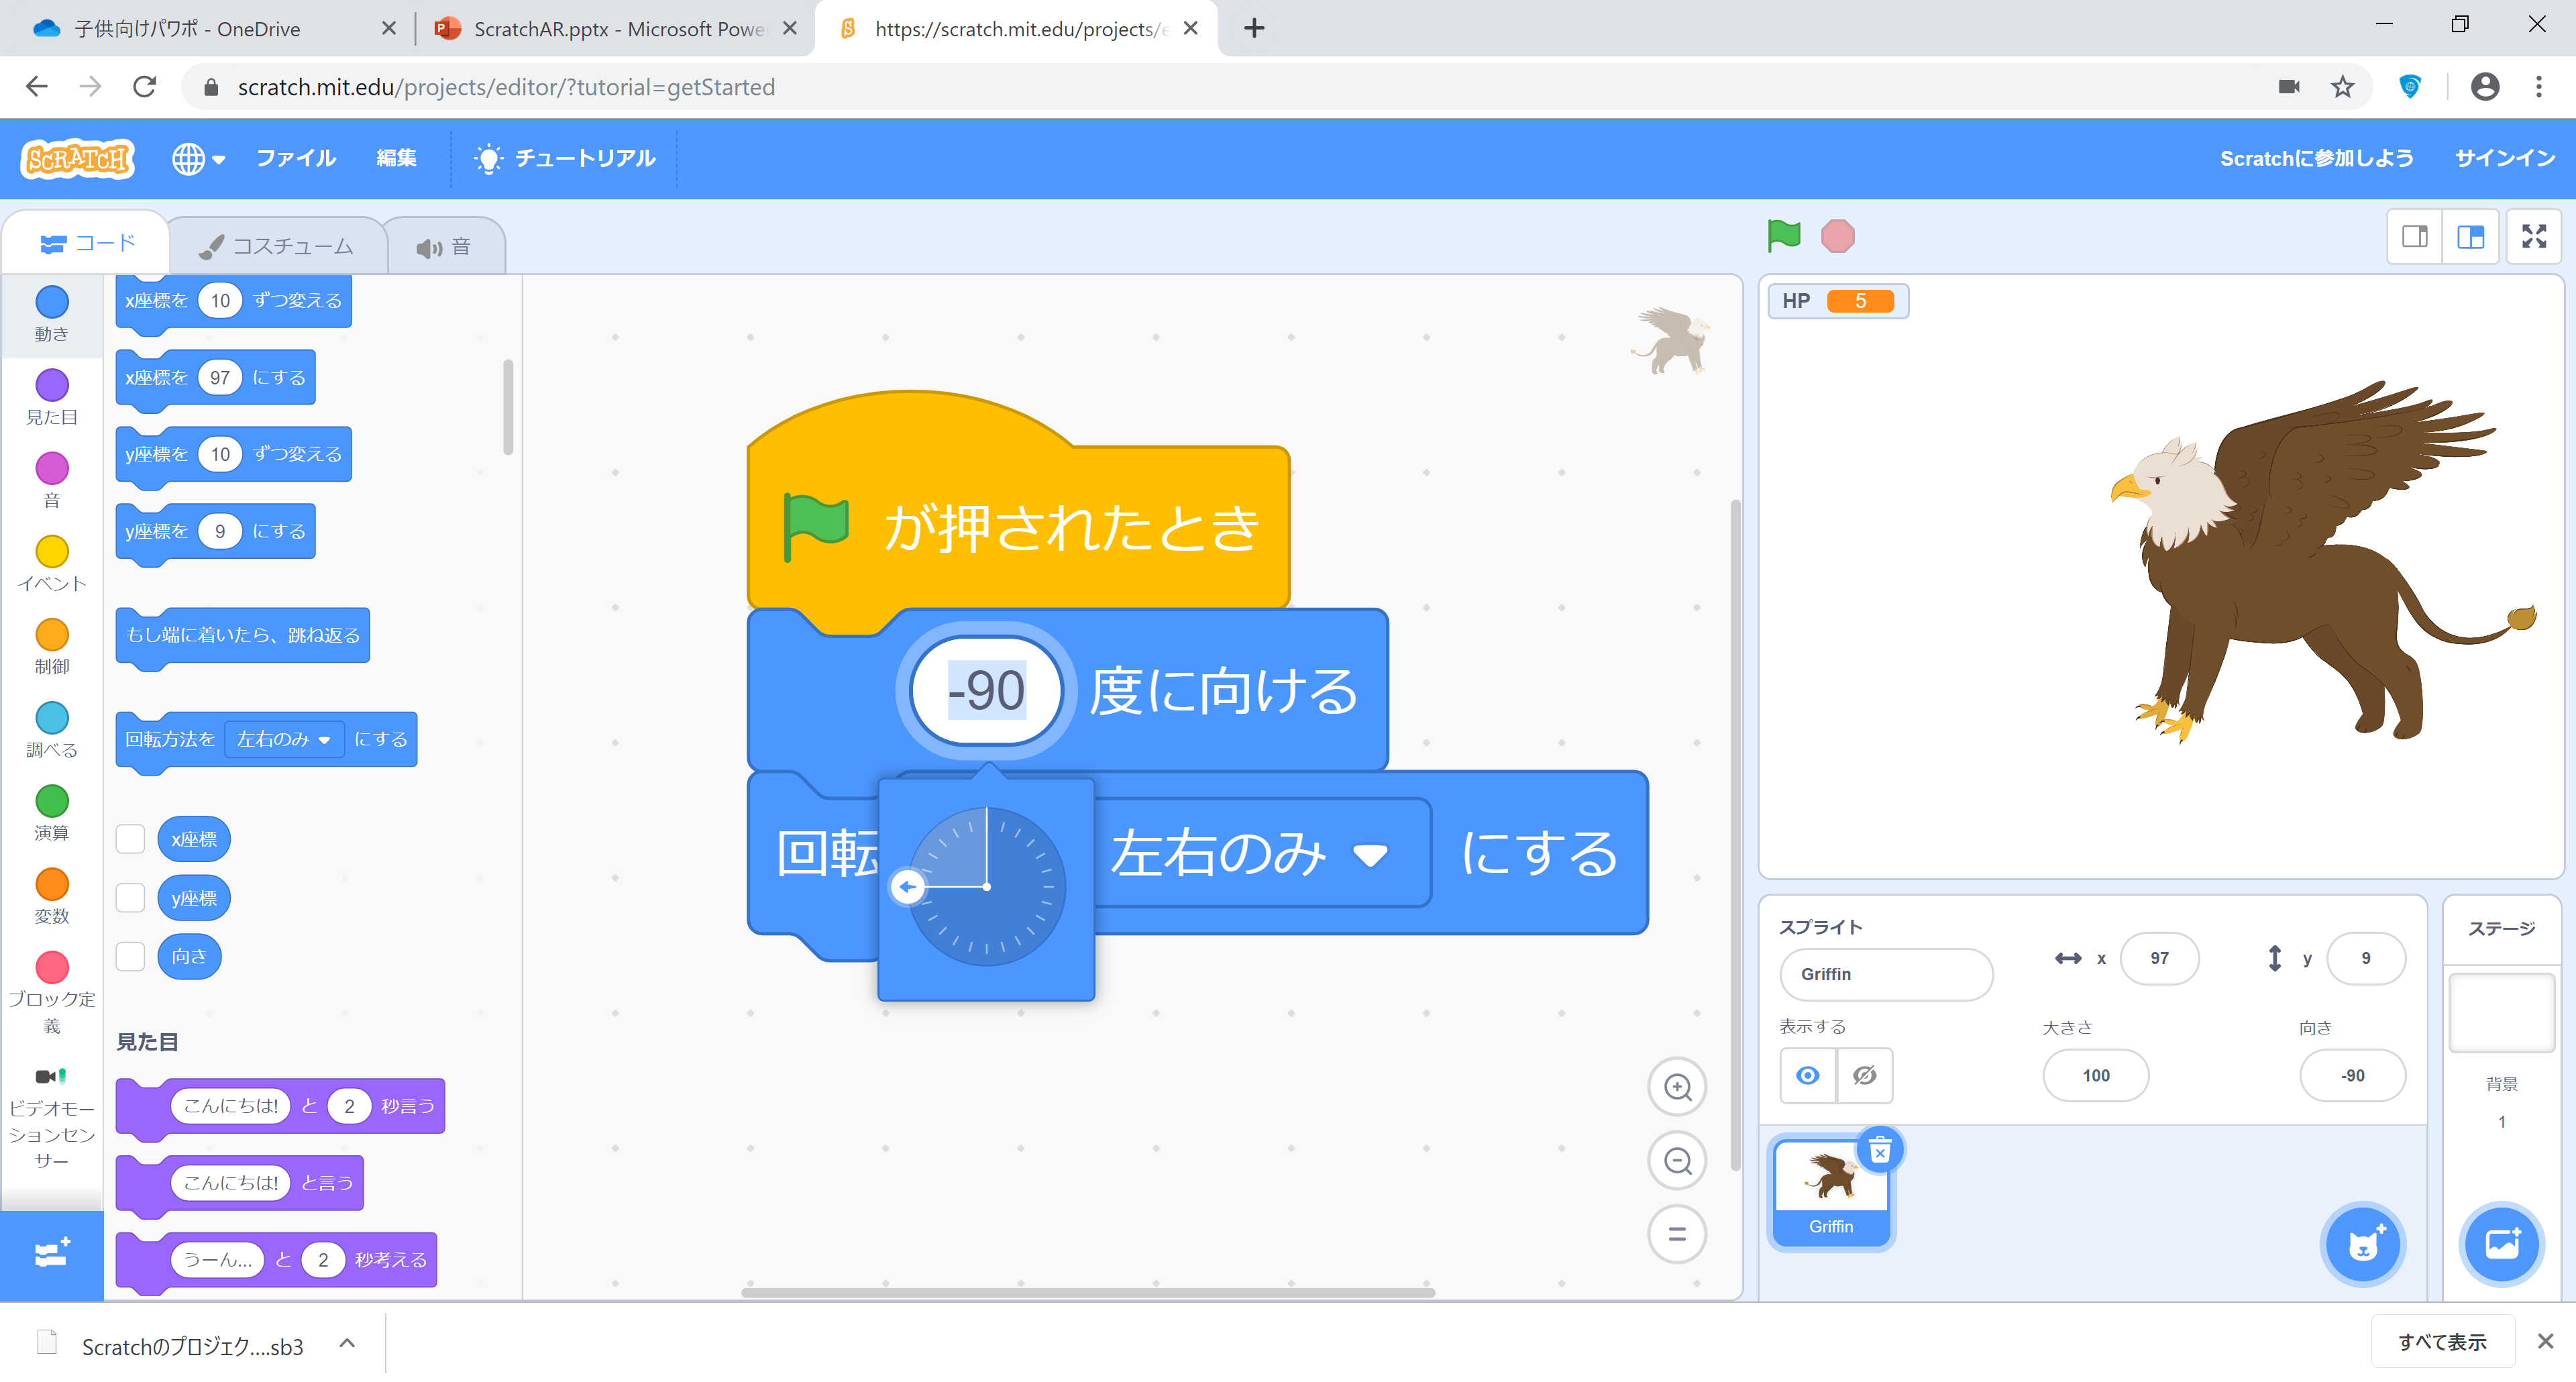 子供向けパワポ - OneDrive
ScratchAR.pptx - Microsoft Powe
https://scratch.mit.edu/projects/e
scratch.mit.edu/projects/editor/?tutorial=getStarted
SCRATCH
ファイル
編集
チュートリアル
Scratchに参加しよう
サインイン
コード
コスチューム
音
動き
見た目
音
イベント
制御
調べる
演算
変数
ブロック定
義
ビデオモー
ションセン
サー
x座標を 10 ずつ変える
x座標を 97 にする
y座標を 10 ずつ変える
y座標を 9 にする
もし端に着いたら、跳ね返る
回転方法を 左右のみ にする
x座標
y座標
向き
見た目
こんにちは! と 2 秒言う
こんにちは! と言う
うーん... と 2 秒考える
が押されたとき
-90 度に向ける
回転 左右のみ にする
HP 5
スプライト
Griffin
x 97
y 9
表示する
大きさ
100
向き
-90
Griffin
ステージ
背景
1
Scratchのプロジェク....sb3
すべて表示